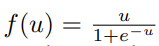 f(u) = u / (1+e^{-u})